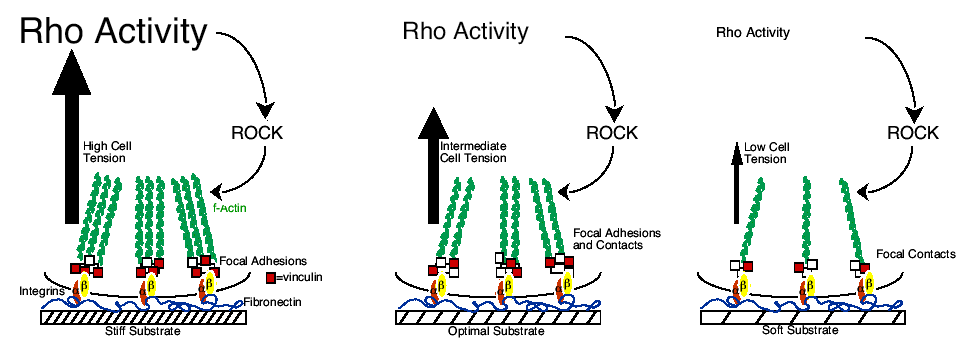 Rho Activity
ROCK
High Cell
Tension
f-Actin
Focal Adhesions
=vinculin
Integrins
β
β
β
Fibronectin
Stiff Substrate
Rho Activity
ROCK
Intermediate
Cell Tension
Focal Adhesions
and Contacts
β
β
β
Optimal Substrate
Rho Activity
ROCK
Low Cell
Tension
Focal Contacts
β
β
β
Soft Substrate